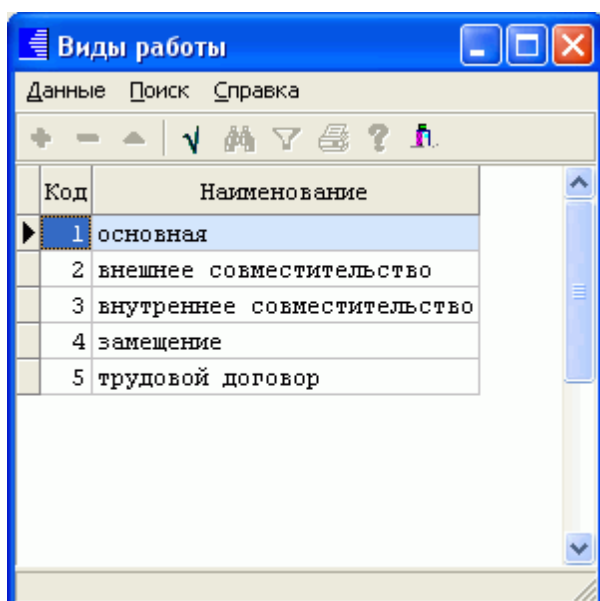 Виды работы
Данные Поиск Справка
Код Наименование
1 основная
2 внешнее совместительство
3 внутреннее совместительство
4 замещение
5 трудовой договор